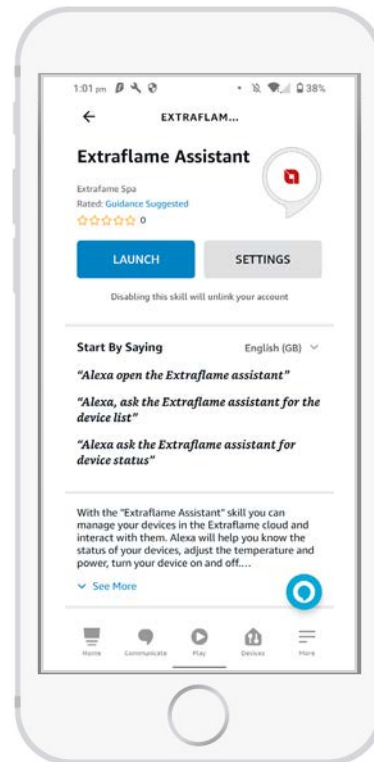 1:01 pm
38%
EXTRAFLAM...
Extraflame Assistant
Extrafame Spa
Rated: Guidance Suggested
0
LAUNCH
SETTINGS
Disabling this skill will unlink your account
Start By Saying
English (GB)
“Alexa open the Extraflame assistant”
“Alexa, ask the Extraflame assistant for the
device list”
“Alexa ask the Extraflame assistant for
device status”
With the "Extraflame Assistant" skill you can
manage your devices in the Extraflame cloud and
interact with them. Alexa will help you know the
status of your devices, adjust the temperature and
power, turn your device on and off....
See More
Home Communicate Play Devices More